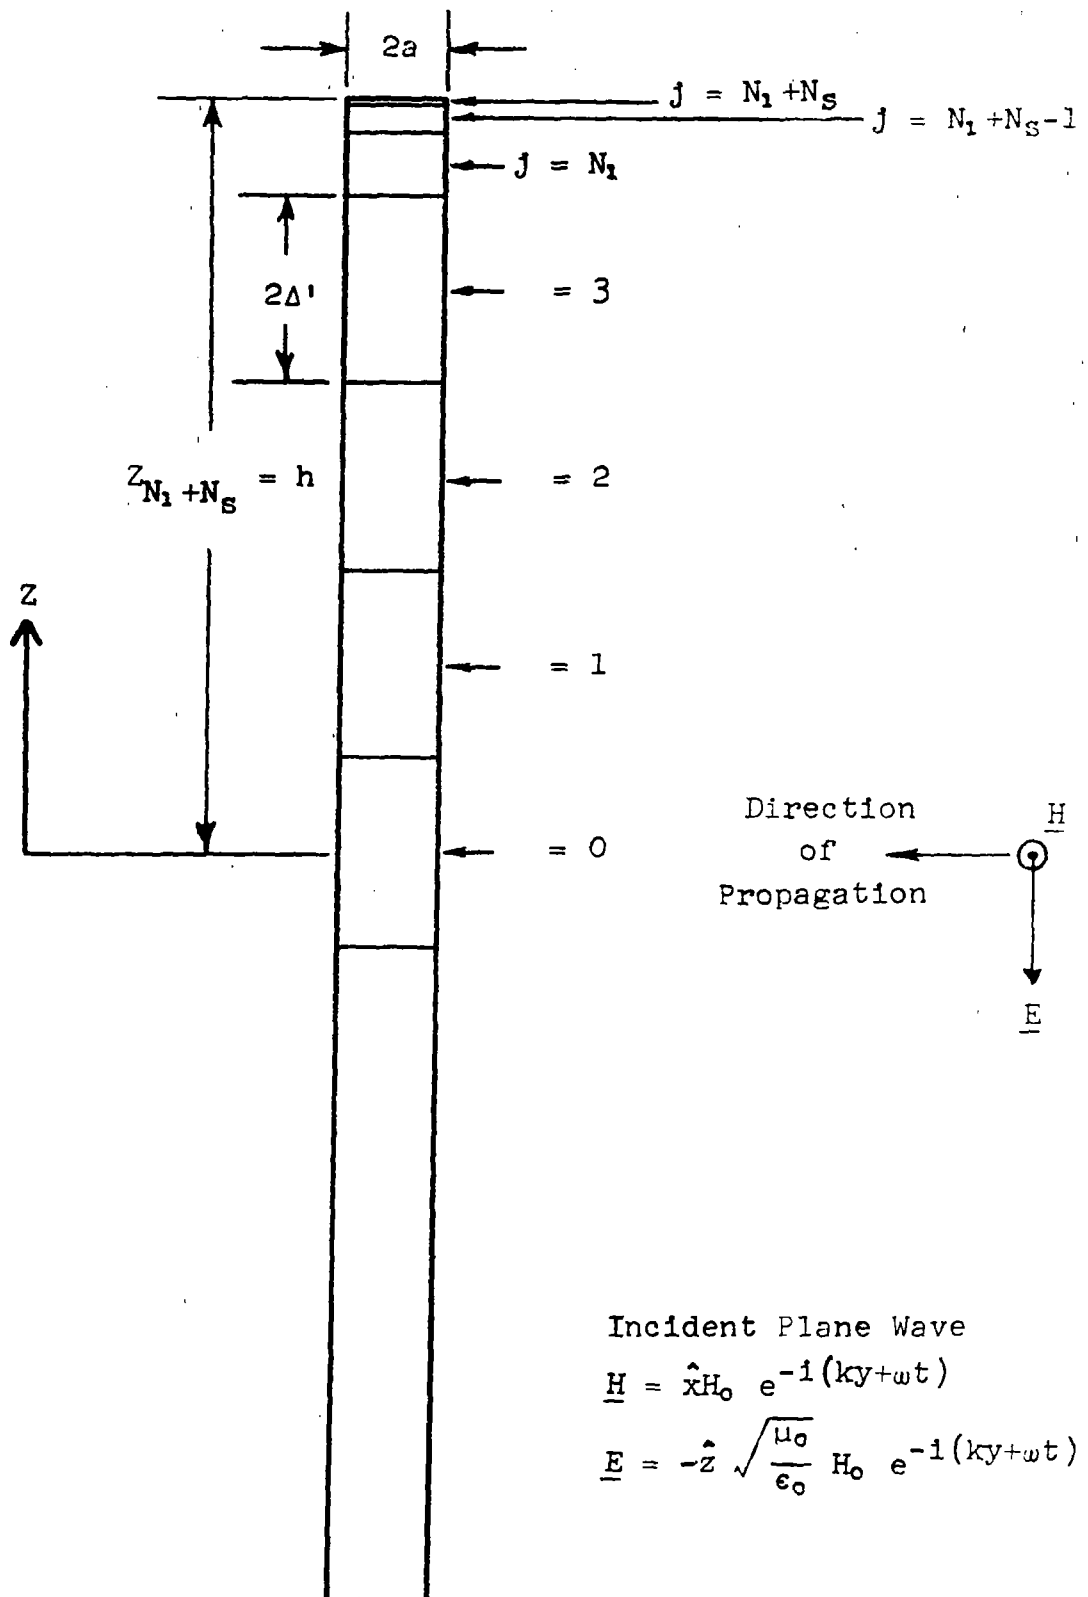 2a
j = N₁ +N_S
j = N₁ +N_S-1
j = N₁
2Δ'
= 3
Z_{N₁ +N_S} = h
= 2
Z
= 1
Direction
of
Propagation
= 0
H
E
Incident Plane Wave
H = x̂H₀ e^{-i(ky+ωt)}
E = -ẑ √(μ₀/ε₀) H₀ e^{-i(ky+ωt)}